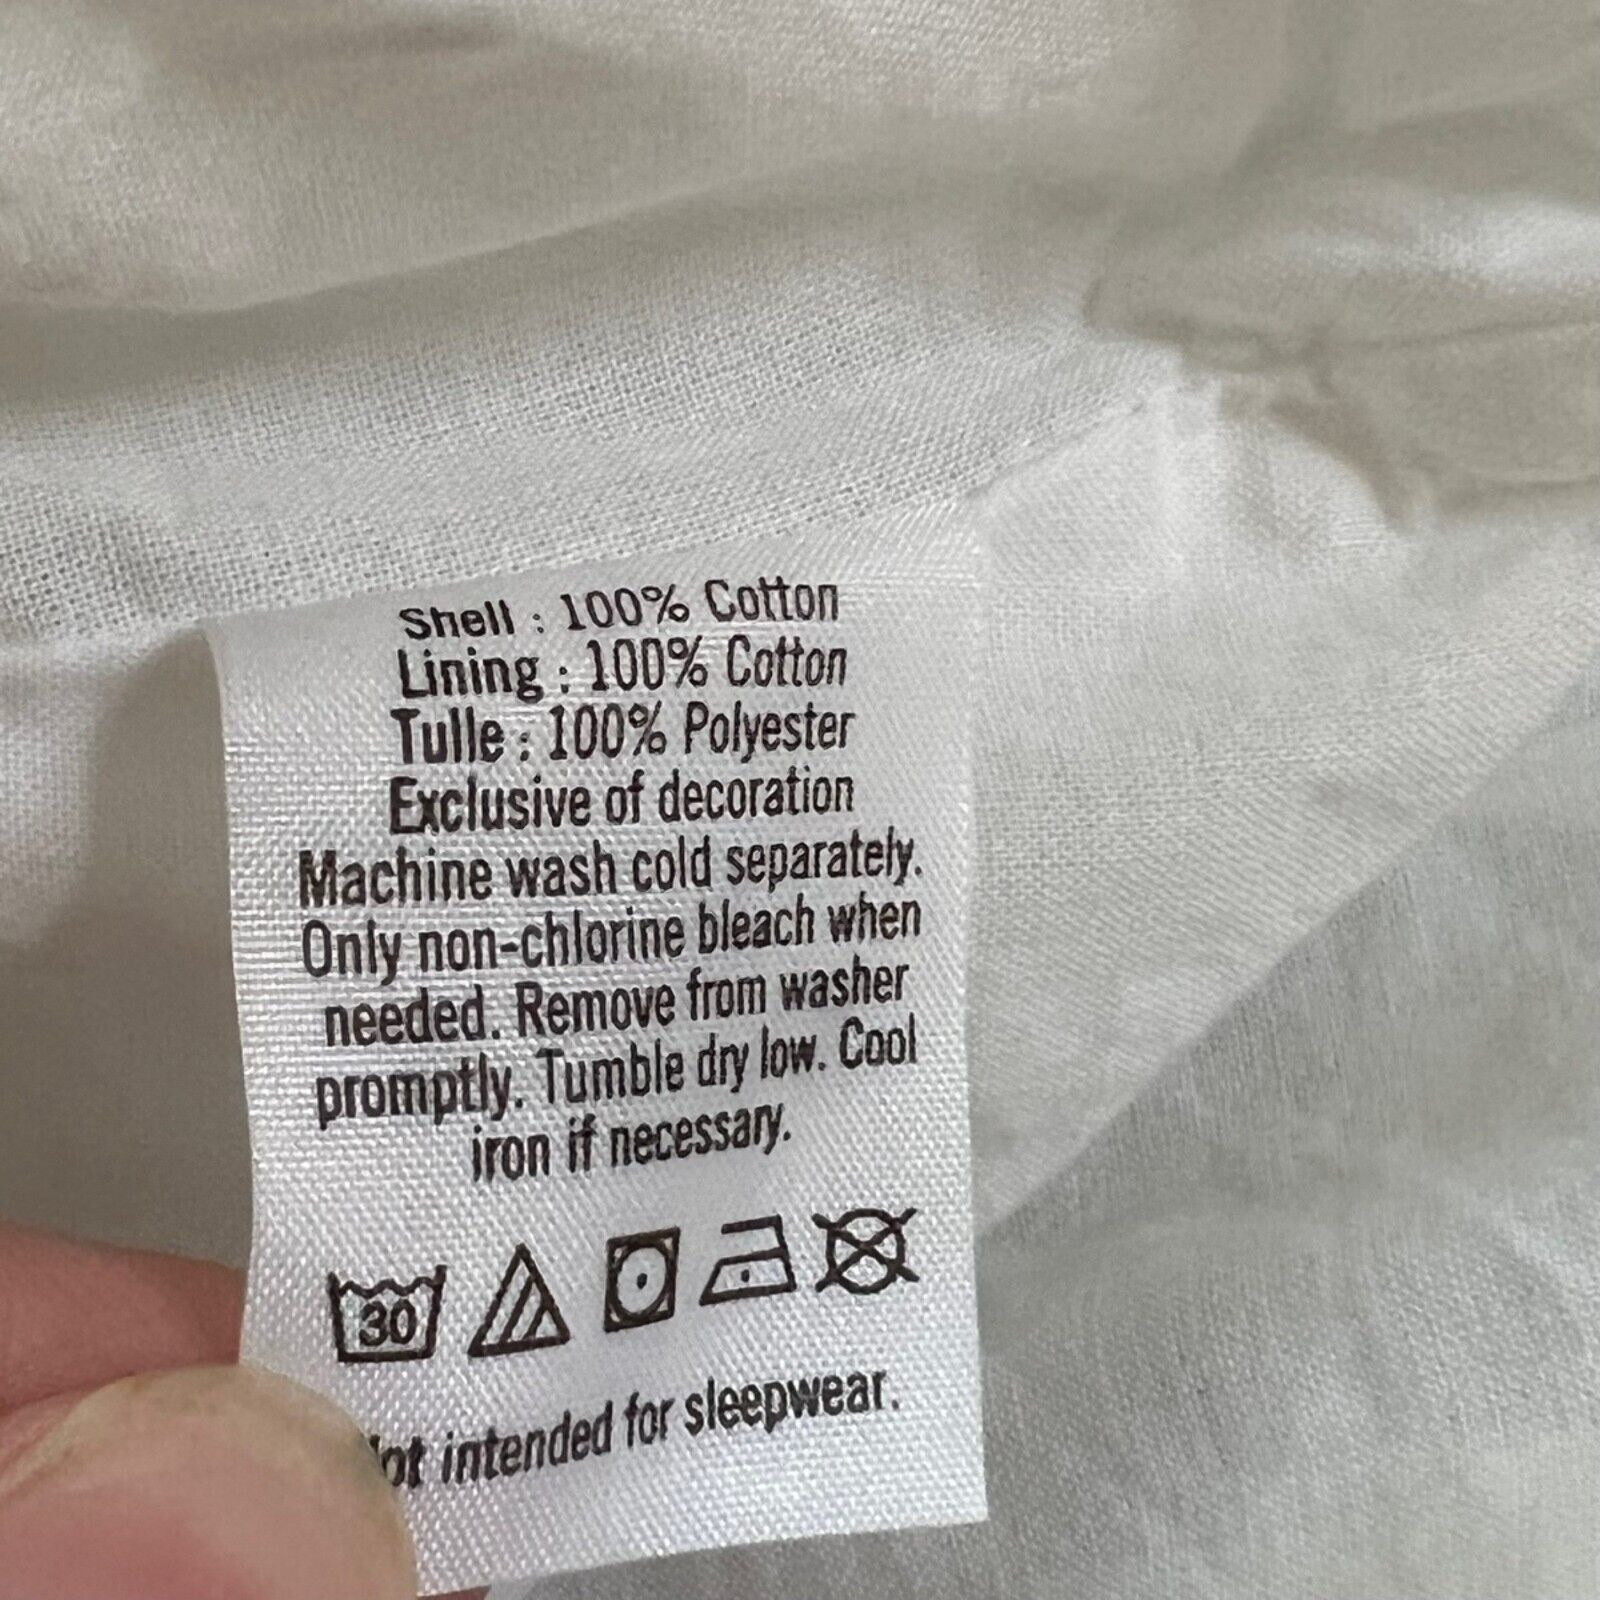 Shell : 100% Cotton
Lining : 100% Cotton
Tulle : 100% Polyester
Exclusive of decoration
Machine wash cold separately.
Only non-chlorine bleach when
needed. Remove from washer
promptly. Tumble dry low. Cool
iron if necessary.
30
intended for sleepwear.